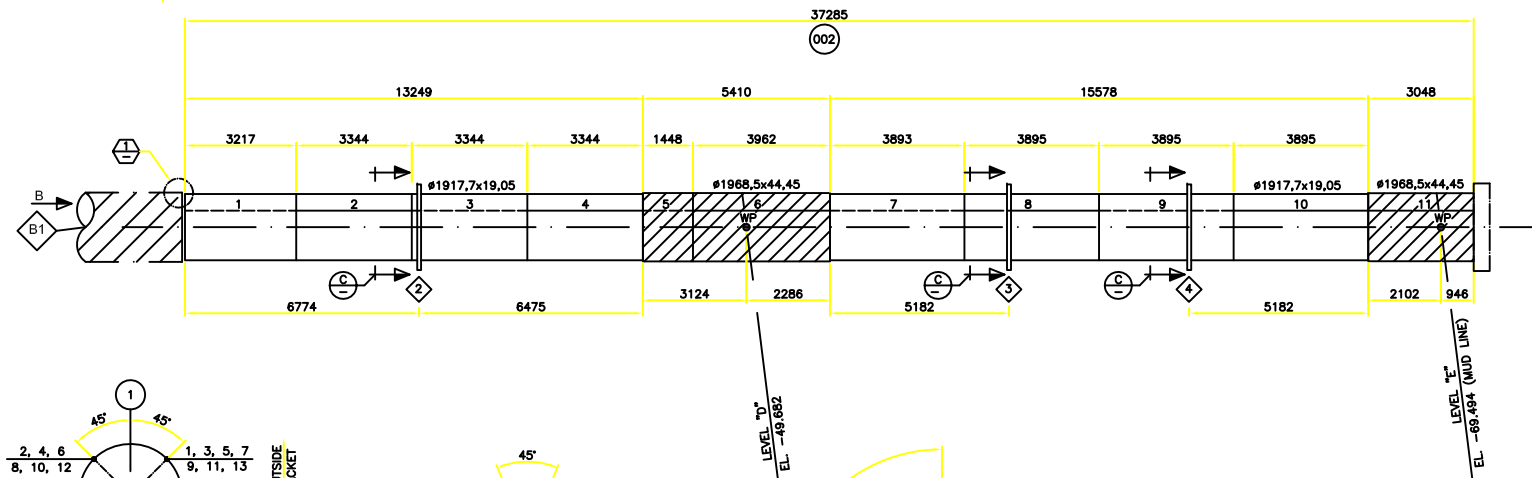 37285
002
13249 5410 15578 3048
3217 3344 3344 3344 1448 3962 3893 3895 3895 3895
1
B
B1
ø1917,7x19,05 ø1968,5x44,45 ø1917,7x19,05 ø1968,5x44,45
1 2 3 4 5 6 7 8 9 10 11
WP WP
C C C
2 3 4
3124 2286 2102 946
6774 6475 5182 5182
LEVEL "D"
EL. -49.682
LEVEL "E"
EL. -69.494 (MUD LINE)
1
45° 45°
2, 4, 6
8, 10, 12
1, 3, 5, 7
9, 11, 13
TSIDE
CKET
45°